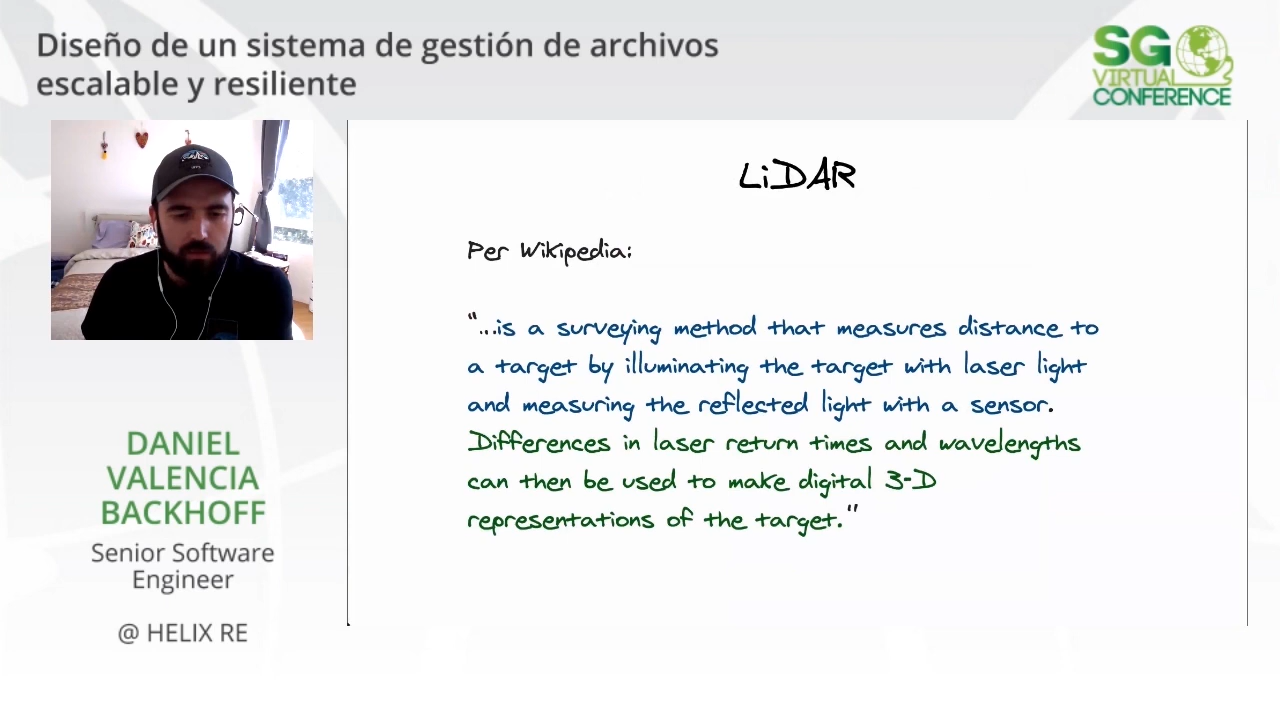 Diseño de un sistema de gestión de archivos
escalable y resiliente
SG
VIRTUAL
CONFERENCE
LiDAR
Per Wikipedia:
"...is a surveying method that measures distance to
a target by illuminating the target with laser light
and measuring the reflected light with a sensor.
Differences in laser return times and wavelengths
can then be used to make digital 3-D
representations of the target."
DANIEL
VALENCIA
BACKHOFF
Senior Software
Engineer
@ HELIX RE